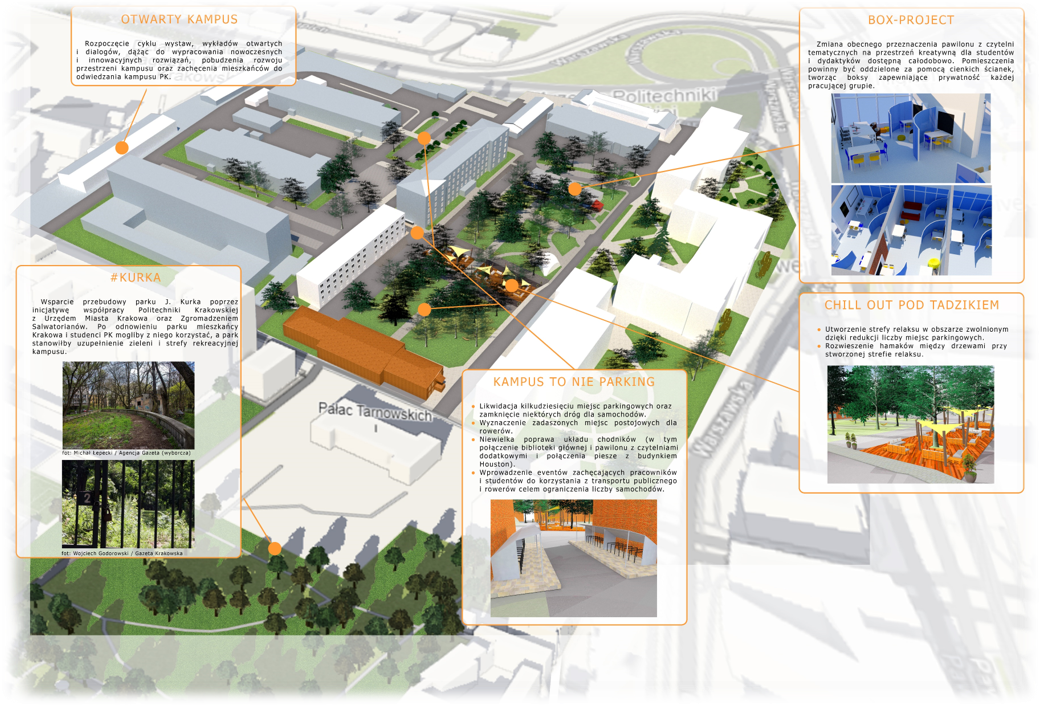 OTWARTY KAMPUS
Rozpoczęcie cyklu wystaw, wykładów otwartych
i dialogów, dążąc do wypracowania nowoczesnych
i innowacyjnych rozwiązań, pobudzenia rozwoju
przestrzeni kampusu oraz zachęcenia mieszkańców do
odwiedzania kampusu PK.
BOX-PROJECT
Zmiana obecnego przeznaczenia pawilonu z czytelni
tematycznych na przestrzeń kreatywną dla studentów
i dydaktyków dostępną całodobowo. Pomieszczenia
powinny być oddzielone za pomocą cienkich ścianek,
tworząc boksy zapewniające prywatność każdej
pracującej grupie.
Politechniki
#KURKA
Wsparcie przebudowy parku J. Kurka poprzez
inicjatywę współpracy Politechniki Krakowskiej
z Urzędem Miasta Krakowa oraz Zgromadzeniem
Salwatorianów. Po odnowieniu parku mieszkańcy
Krakowa i studenci PK mogliby z niego korzystać, a park
stanowiłby uzupełnienie zieleni i strefy rekreacyjnej
kampusu.
fot: Michał Łepecki / Agencja Gazeta (wyborcza)
2
fot: Wojciech Godorowski / Gazeta Krakowska
CHILL OUT POD TADZIKIEM
Utworzenie strefy relaksu w obszarze zwolnionym
dzięki redukcji liczby miejsc parkingowych.
Rozwieszenie hamaków między drzewami przy
stworzonej strefie relaksu.
Pałac Tarnowskich
Warszawska
KAMPUS TO NIE PARKING
Likwidacja kilkudziesięciu miejsc parkingowych oraz
zamknięcie niektórych dróg dla samochodów.
Wyznaczenie zadaszonych miejsc postojowych dla
rowerów.
Niewielka poprawa układu chodników (w tym
połączenie biblioteki głównej i pawilonu z czytelniami
dodatkowymi i połączenia piesze z budynkiem
Houston).
Wprowadzenie eventów zachęcających pracowników
i studentów do korzystania z transportu publicznego
i rowerów celem ograniczenia liczby samochodów.